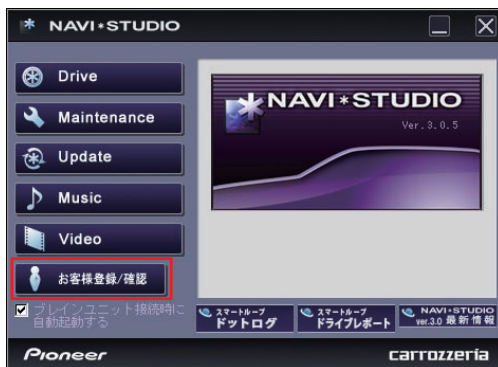 NAVI*STUDIO
Drive
Maintenance
Update
Music
Video
お客様登録/確認
ブレインユニット接続時に
自動起動する
NAVI*STUDIO
Ver.3.0.5
スマートループ
ドットログ
スマートループ
ドライブレポート
NAVI*STUDIO
ver.3.0 最新情報
Pioneer
carrozzeria